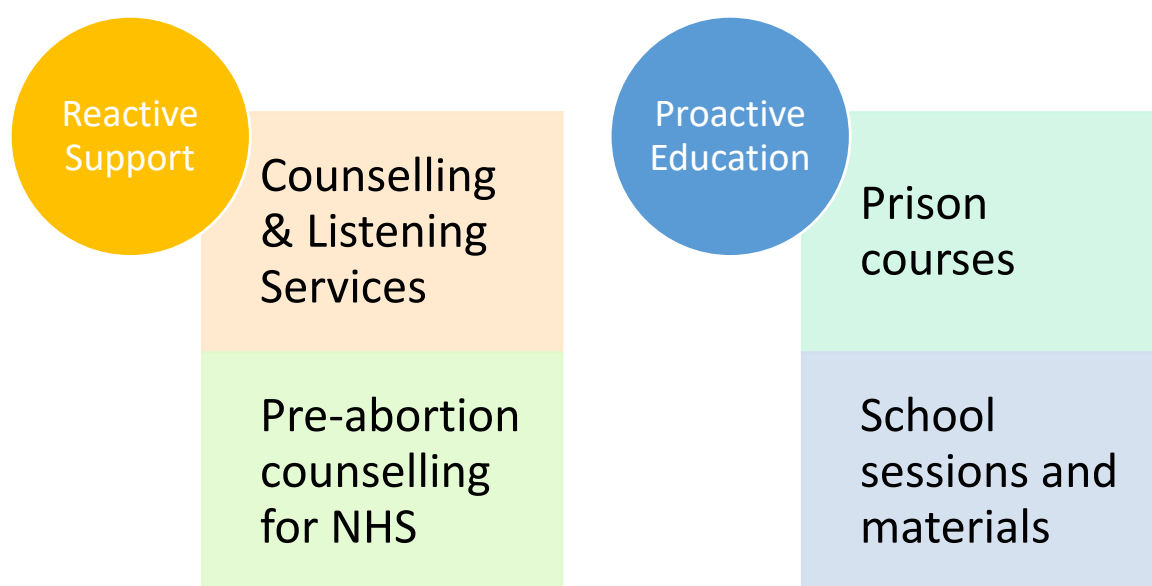 Reactive
Support
Counselling
& Listening
Services
Pre-abortion
counselling
for NHS
Proactive
Education
Prison
courses
School
sessions and
materials